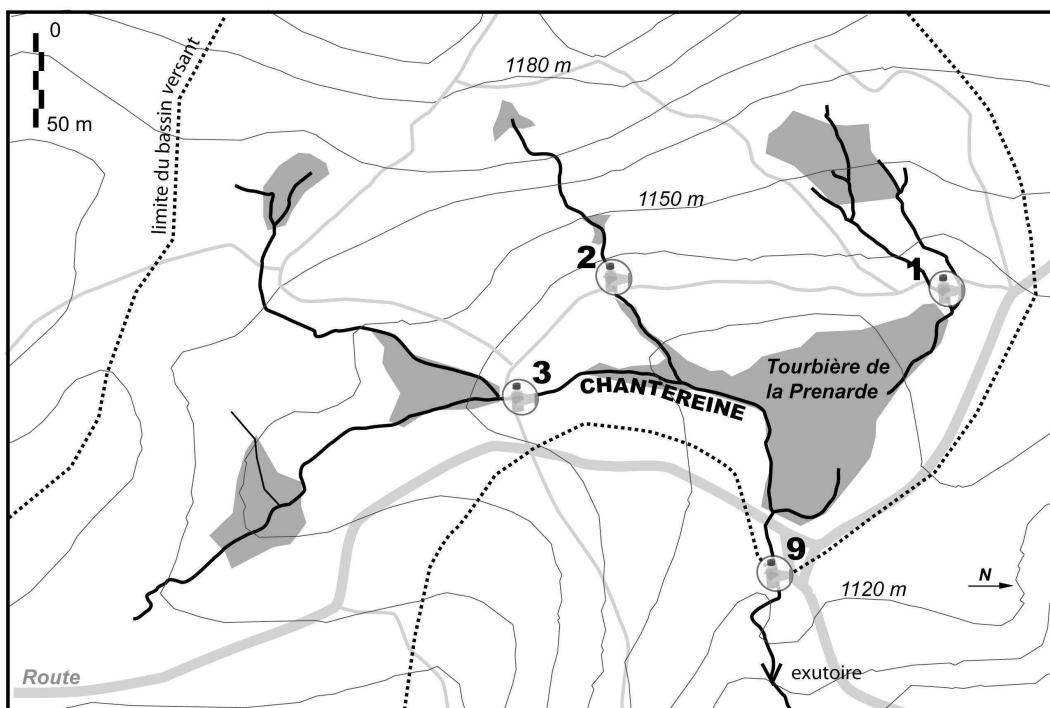 0
50 m
limite du bassin versant
1180 m
1150 m
2
1
3
CHANTEREINE
Tourbière de
la Prenarde
9
N
1120 m
Route
exutoire